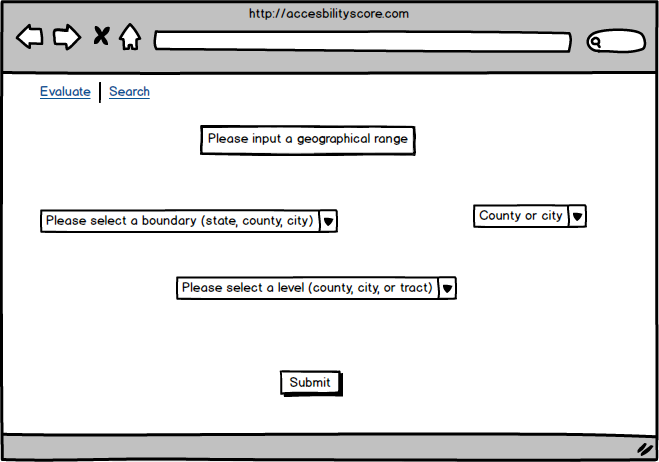 http://accesbilityscore.com
Evaluate Search
Please input a geographical range
Please select a boundary (state, county, city) County or city
Please select a level (county, city, or tract)
Submit